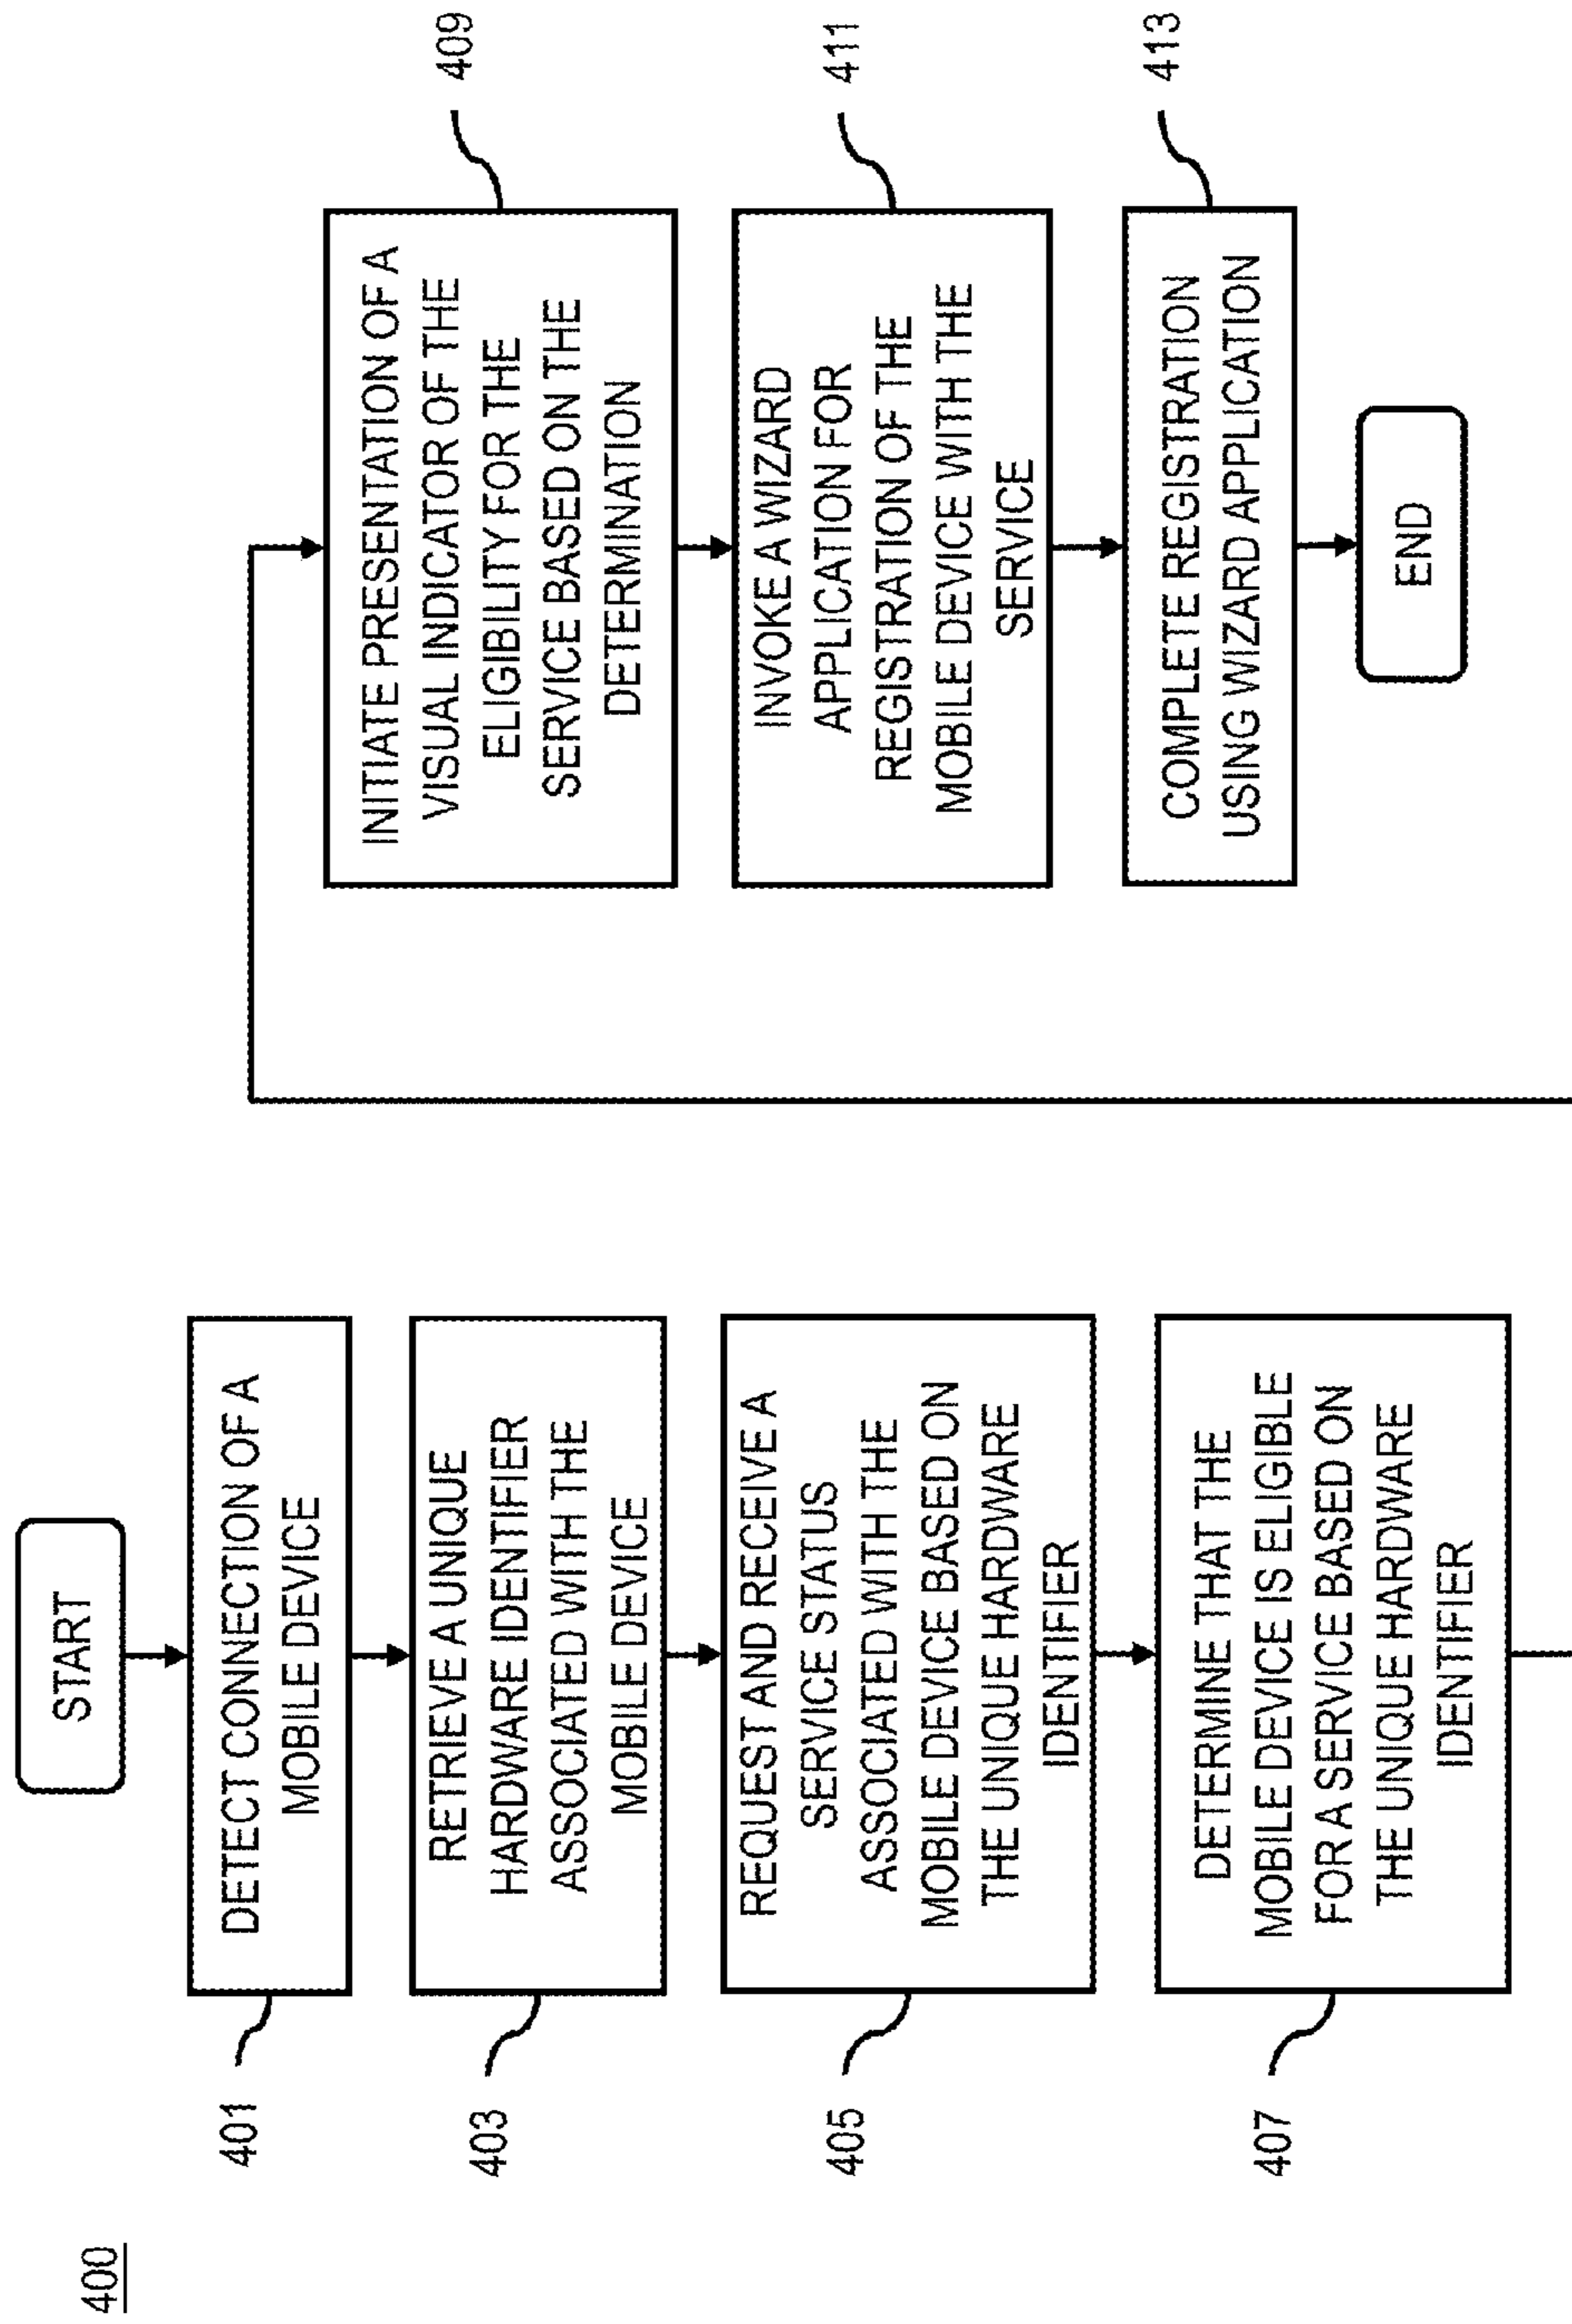 400
START
401
DETECT CONNECTION OF A
MOBILE DEVICE
403
RETRIEVE A UNIQUE
HARDWARE IDENTIFIER
ASSOCIATED WITH THE
MOBILE DEVICE
405
REQUEST AND RECEIVE A
SERVICE STATUS
ASSOCIATED WITH THE
MOBILE DEVICE BASED ON
THE UNIQUE HARDWARE
IDENTIFIER
407
DETERMINE THAT THE
MOBILE DEVICE IS ELIGIBLE
FOR A SERVICE BASED ON
THE UNIQUE HARDWARE
IDENTIFIER
INITIATE PRESENTATION OF A
VISUAL INDICATOR OF THE
ELIGIBILITY FOR THE
SERVICE BASED ON THE
DETERMINATION
409
INVOKE A WIZARD
APPLICATION FOR
REGISTRATION OF THE
MOBILE DEVICE WITH THE
SERVICE
411
COMPLETE REGISTRATION
USING WIZARD APPLICATION
413
END